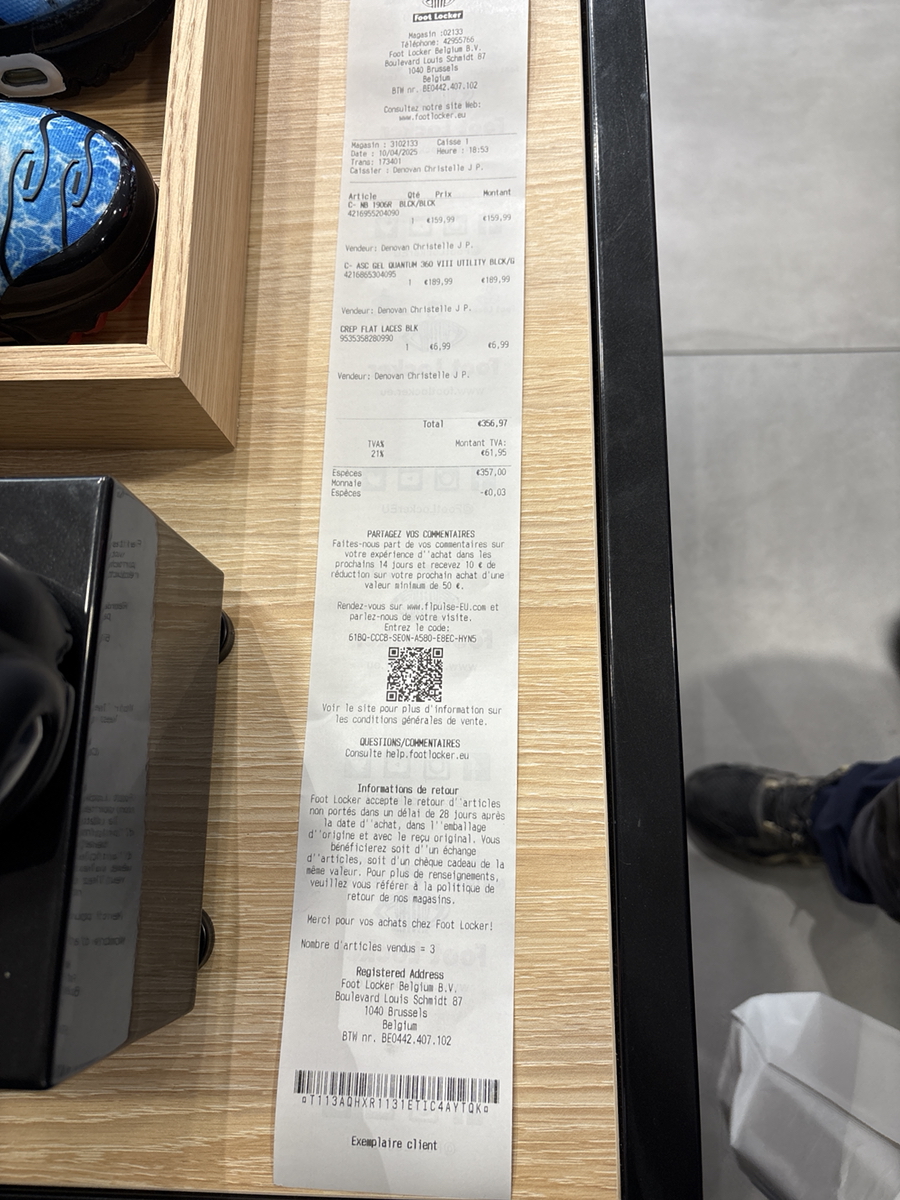 Foot Locker
Magasin :02133
Téléphone: 42955766
Foot Locker Belgium B.V.
Boulevard Louis Schmidt 87
1040 Brussels
Belgium
BTW nr. BE0442.407.102
Consultez notre site Web:
www.footlocker.eu
Magasin : 3102133 Caisse 1
Date : 10/04/2025 Heure : 18:53
Trans: 173401
Caissier : Denovan Christelle J P.
Article Qté Prix Montant
C- NB 1906R BLCK/BLCK
4216955204090
1 €159,99 €159,99
Vendeur: Denovan Christelle J P.
C- ASC GEL QUANTUM 360 VIII UTILITY BLCK/G
4216865304095
1 €189,99 €189,99
Vendeur: Denovan Christelle J P.
CREP FLAT LACES BLK
9535358280990
1 €6,99 €6,99
Vendeur: Denovan Christelle J P.
Total €356,97
TVA% Montant TVA:
21% €61,95
Espèces €357,00
Monnaie
Espèces -€0,03
PARTAGEZ VOS COMMENTAIRES
Faites-nous part de vos commentaires sur
votre expérience d''achat dans les
prochains 14 jours et recevez 10 € de
réduction sur votre prochain achat d'une
valeur minimum de 50 €.
Rendez-vous sur www.flpulse-EU.com et
parlez-nous de votre visite.
Entrez le code:
61BQ-CCCB-SEON-A580-E8EC-HYN5
Voir le site pour plus d'information sur
les conditions générales de vente.
QUESTIONS/COMMENTAIRES
Consulte help.footlocker.eu
Informations de retour
Foot Locker accepte le retour d''articles
non portés dans un délai de 28 jours après
la date d''achat, dans l''emballage
d''origine et avec le reçu original. Vous
bénéficierez soit d''un échange
d''articles, soit d'un chèque cadeau de la
même valeur. Pour plus de renseignements,
veuillez vous référer à la politique de
retour de nos magasins.
Merci pour vos achats chez Foot Locker!
Nombre d'articles vendus = 3
Registered Address
Foot Locker Belgium B.V.
Boulevard Louis Schmidt 87
1040 Brussels
Belgium
BTW nr. BE0442.407.102
¤T113AQHXR1131ETIC4AYTQK¤
Exemplaire client